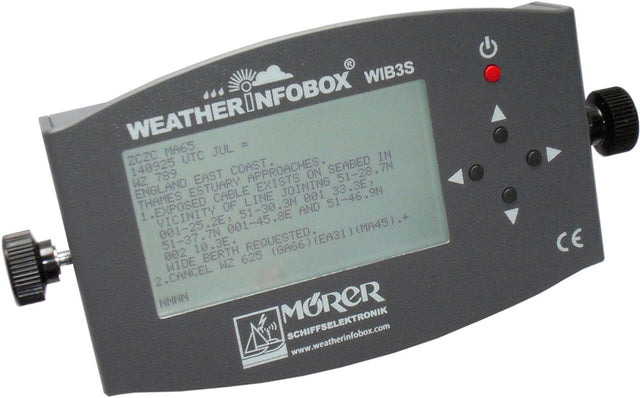 WEATHERINFOBOX® WIB3S
ZCZC MA65
140925 UTC JUL =
WZ 789
ENGLAND EAST COAST.
THAMES ESTUARY APPROACHES.
1.EXPOSED CABLE EXISTS ON SEABED IN
VICINITY OF LINE JOINING 51-28.7N
001-25.2E, 51-30.3N 001 33.3E,
51-37.7N 001-45.8E AND 51-46.9N
002 10.3E.
WIDE BERTH REQUESTED.
2.CANCEL WZ 625 (GA66)(EA31)(MA45).+
NNNN
MÖRER
SCHIFFSELEKTRONIK
www.weatherinfobox.com
CE